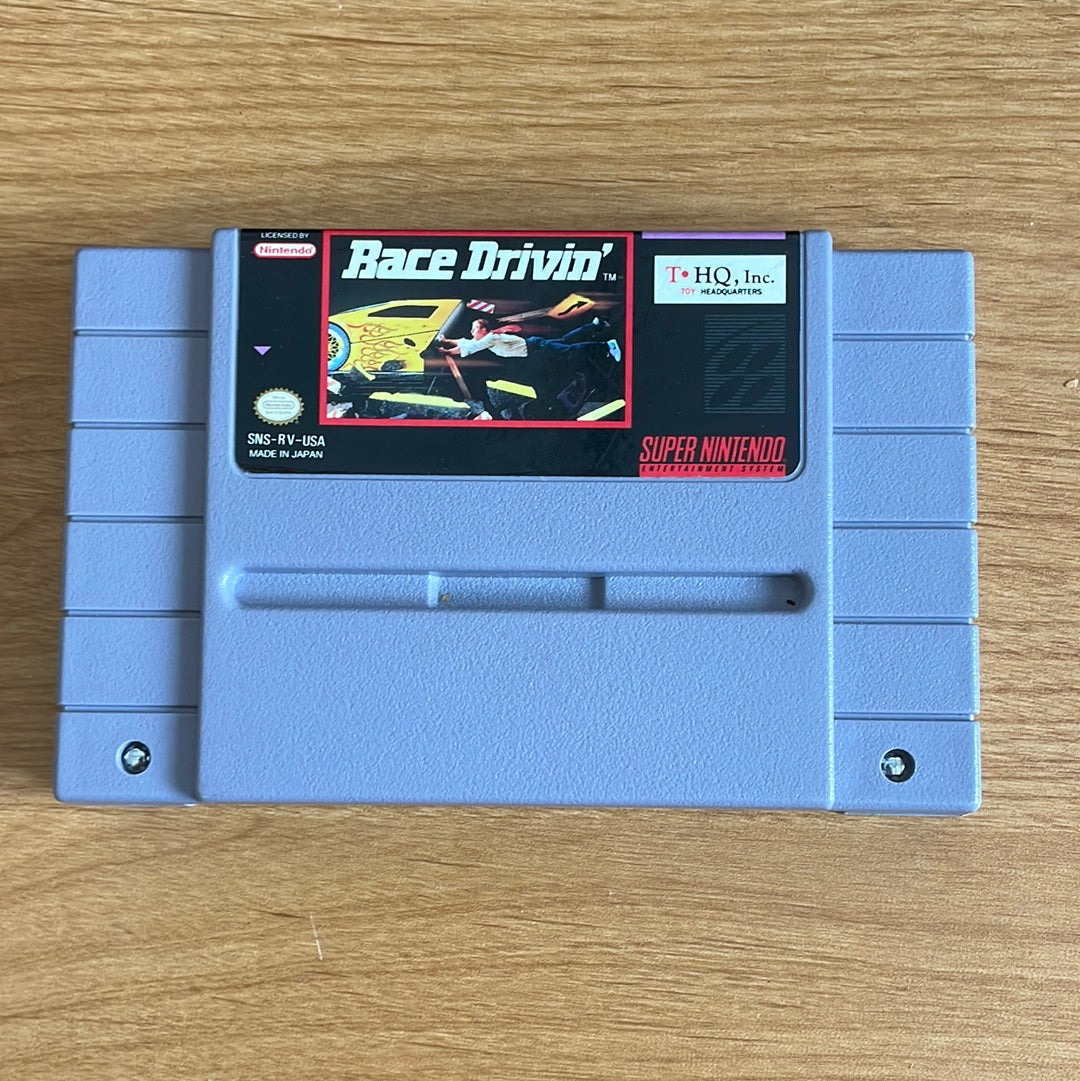 LICENSED BY
Nintendo
Race Drivin'
TM
T•HQ, Inc.
TOY HEADQUARTERS
SNS-RV-USA
MADE IN JAPAN
SUPER NINTENDO
ENTERTAINMENT SYSTEM